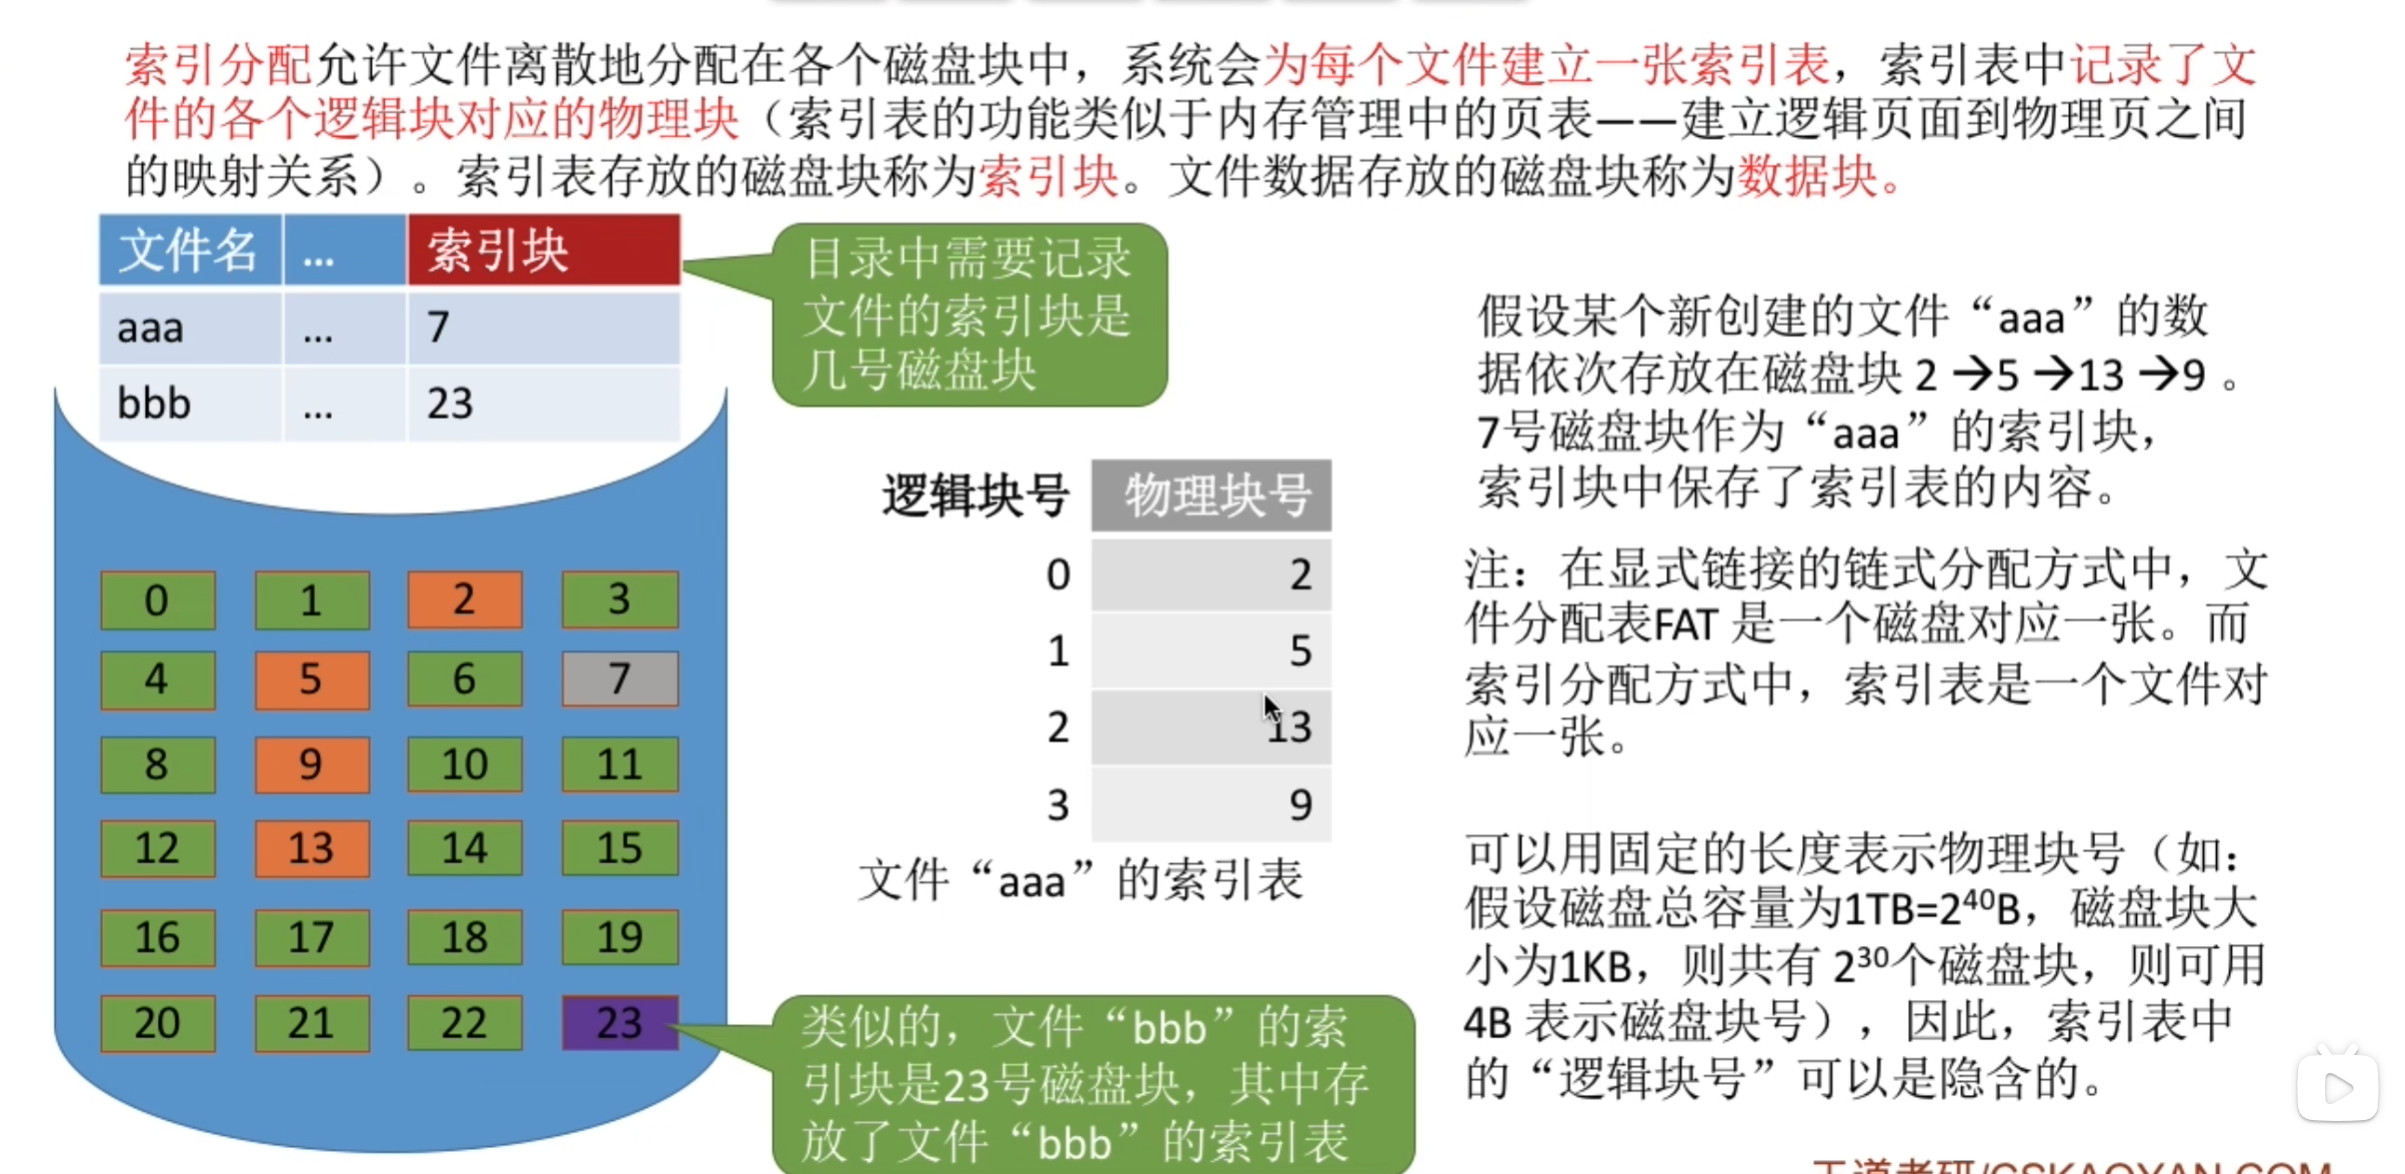 索引分配允许文件离散地分配在各个磁盘块中，系统会为每个文件建立一张索引表，索引表中记录了文
件的各个逻辑块对应的物理块（索引表的功能类似于内存管理中的页表——建立逻辑页面到物理页之间
的映射关系）。索引表存放的磁盘块称为索引块。文件数据存放的磁盘块称为数据块。
文件名 ... 索引块
aaa ... 7
bbb ... 23
目录中需要记录
文件的索引块是
几号磁盘块
0 1 2 3
4 5 6 7
8 9 10 11
12 13 14 15
16 17 18 19
20 21 22 23
逻辑块号 物理块号
0 2
1 5
2 13
3 9
文件“aaa”的索引表
类似的，文件“bbb”的索
引块是23号磁盘块，其中存
放了文件“bbb”的索引表
假设某个新创建的文件“aaa”的数
据依次存放在磁盘块 2 →5 →13 →9 。
7号磁盘块作为“aaa”的索引块，
索引块中保存了索引表的内容。
注：在显式链接的链式分配方式中，文
件分配表FAT 是一个磁盘对应一张。而
索引分配方式中，索引表是一个文件对
应一张。
可以用固定的长度表示物理块号（如：
假设磁盘总容量为1TB=2⁴⁰B，磁盘块大
小为1KB，则共有 2³⁰个磁盘块，则可用
4B 表示磁盘块号），因此，索引表中
的“逻辑块号”可以是隐含的。
王道考研/CSKAOYAN.COM